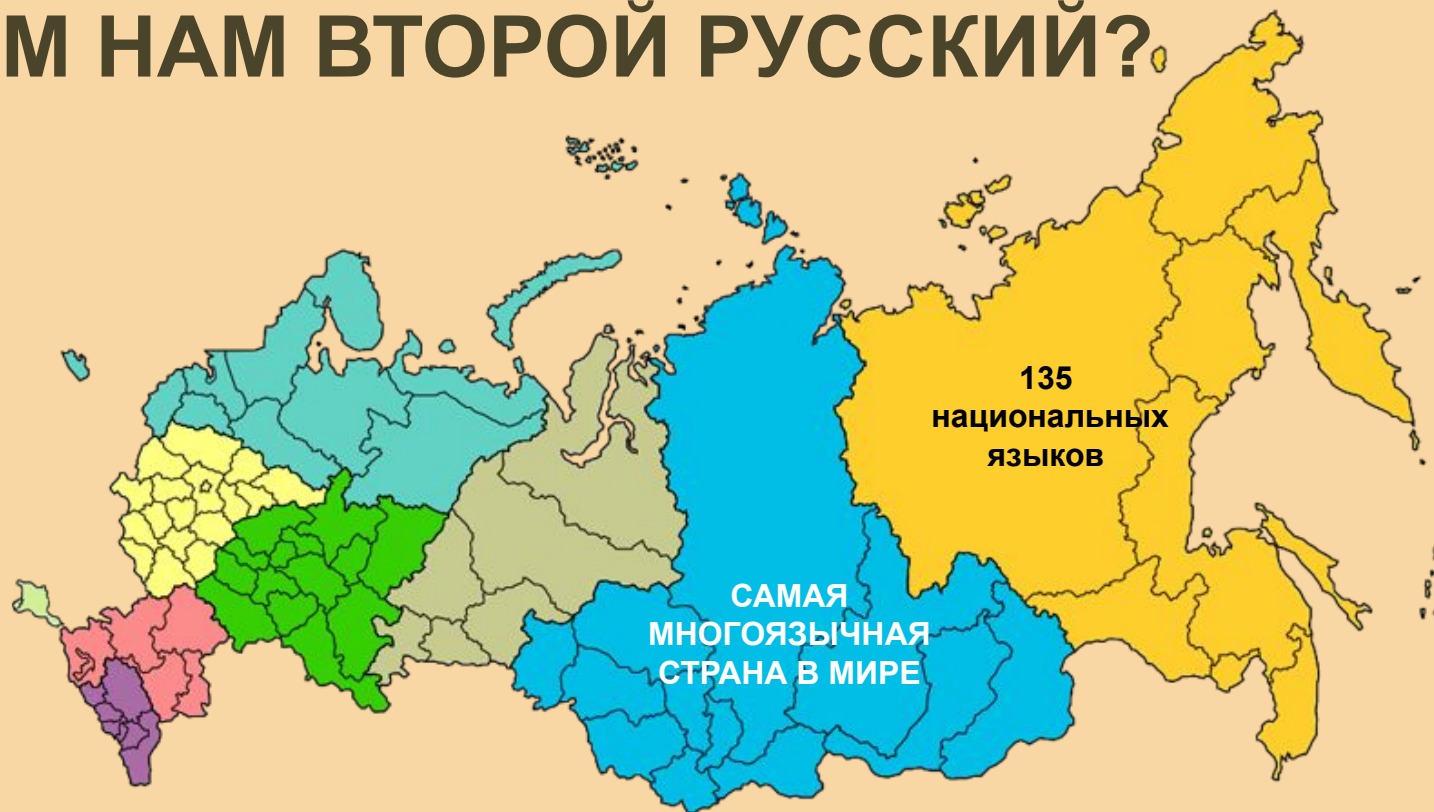 М НАМ ВТОРОЙ РУССКИЙ?
135
национальных
языков
САМАЯ
МНОГОЯЗЫЧНАЯ
СТРАНА В МИРЕ